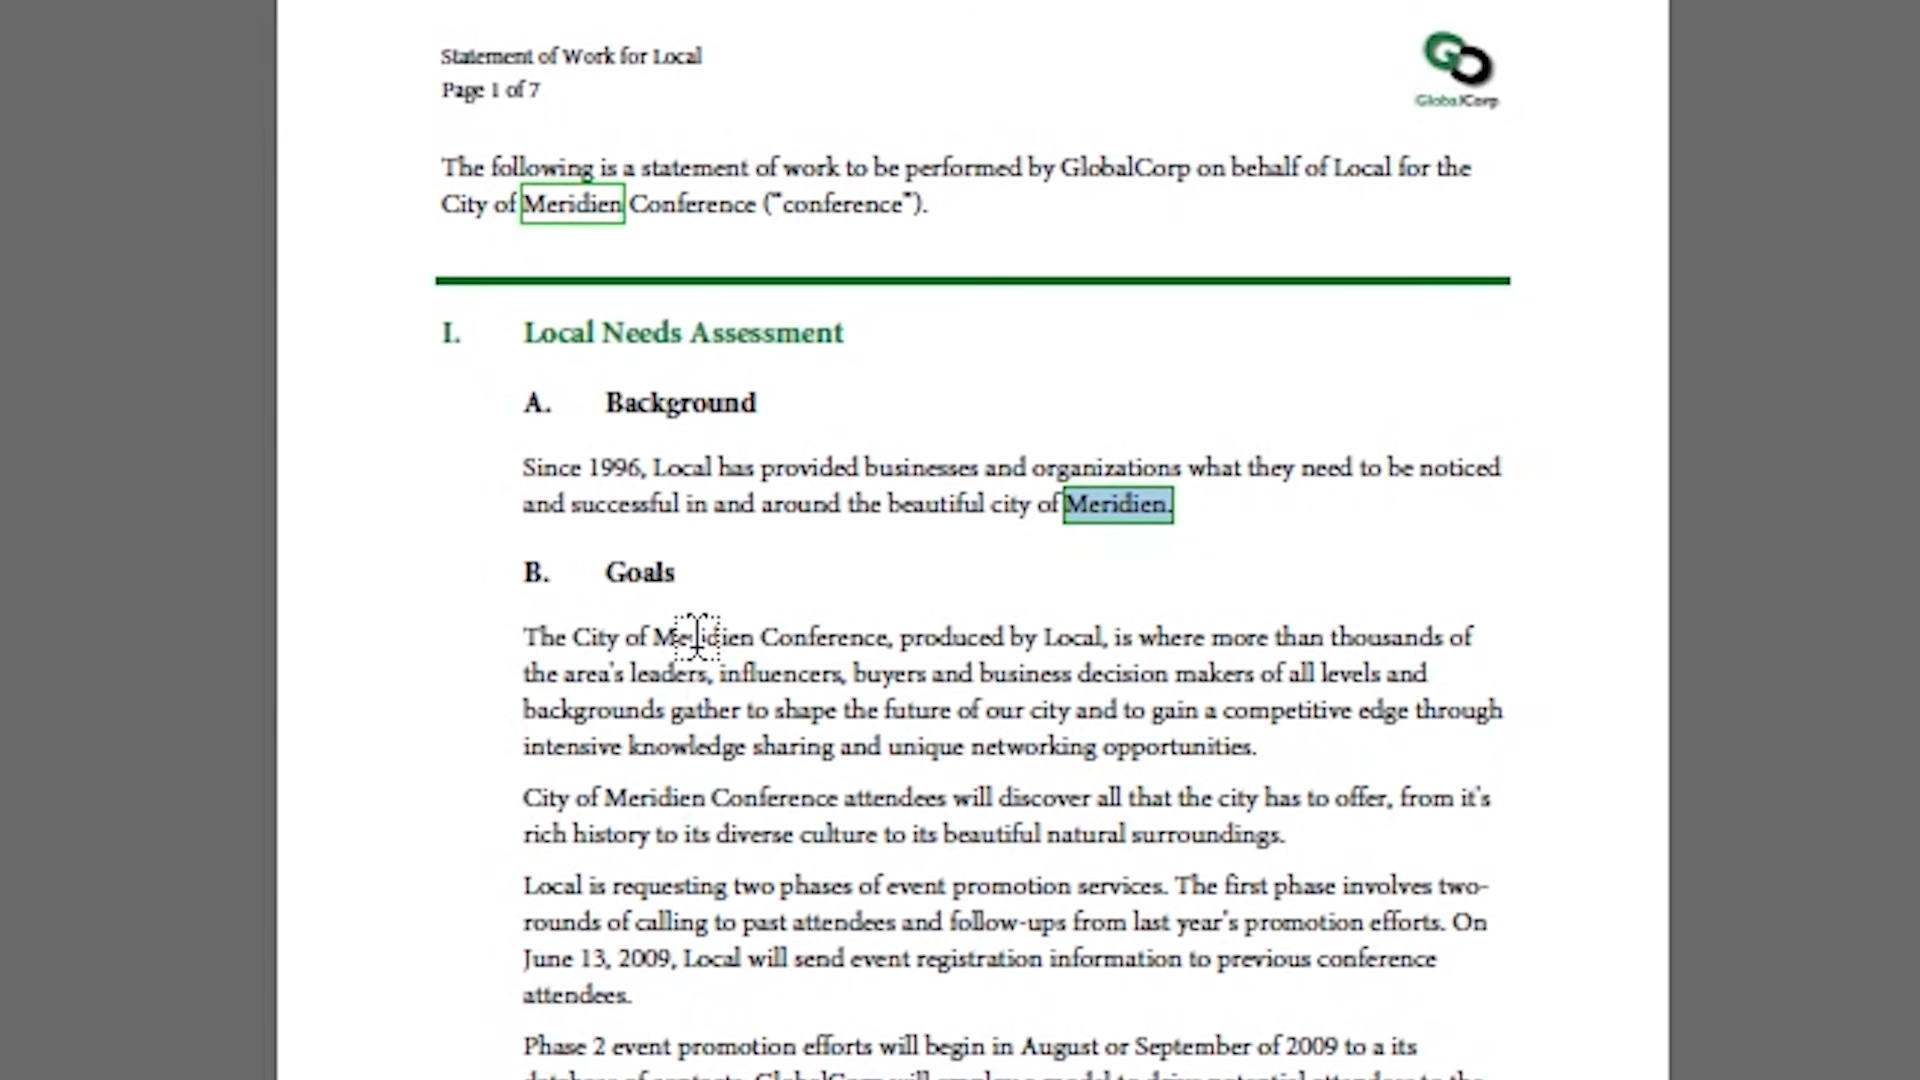 Statement of Work for Local
Page 1 of 7
GlobalCorp
The following is a statement of work to be performed by GlobalCorp on behalf of Local for the
City of Meridien Conference ("conference").
I. Local Needs Assessment
A. Background
Since 1996, Local has provided businesses and organizations what they need to be noticed
and successful in and around the beautiful city of Meridien.
B. Goals
The City of Meridien Conference, produced by Local, is where more than thousands of
the area's leaders, influencers, buyers and business decision makers of all levels and
backgrounds gather to shape the future of our city and to gain a competitive edge through
intensive knowledge sharing and unique networking opportunities.
City of Meridien Conference attendees will discover all that the city has to offer, from it's
rich history to its diverse culture to its beautiful natural surroundings.
Local is requesting two phases of event promotion services. The first phase involves two-
rounds of calling to past attendees and follow-ups from last year's promotion efforts. On
June 13, 2009, Local will send event registration information to previous conference
attendees.
Phase 2 event promotion efforts will begin in August or September of 2009 to a its